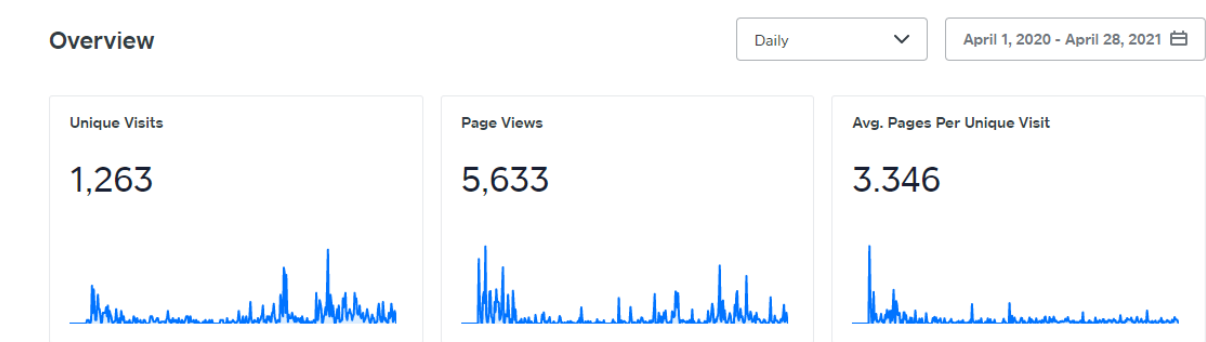 Overview
Daily
April 1, 2020 - April 28, 2021
Unique Visits
1,263
Page Views
5,633
Avg. Pages Per Unique Visit
3.346